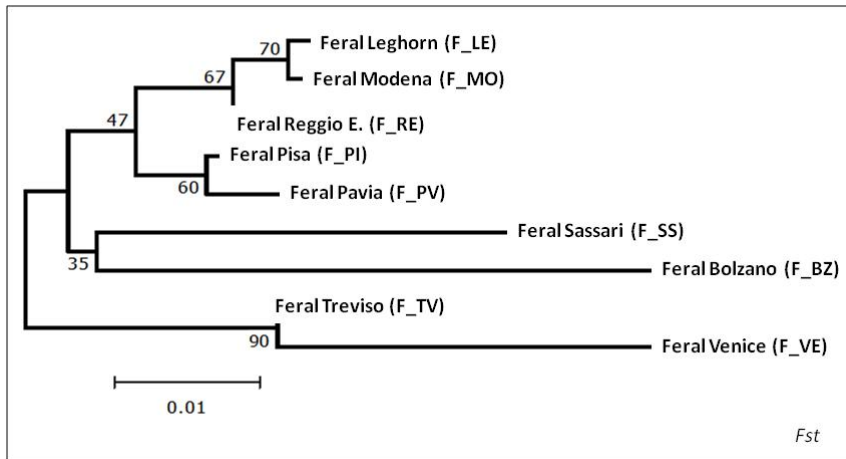 70
Feral Leghorn (F_LE)
Feral Modena (F_MO)
67
47
Feral Reggio E. (F_RE)
Feral Pisa (F_PI)
60
Feral Pavia (F_PV)
Feral Sassari (F_SS)
35
Feral Bolzano (F_BZ)
Feral Treviso (F_TV)
90
Feral Venice (F_VE)
0.01
Fst